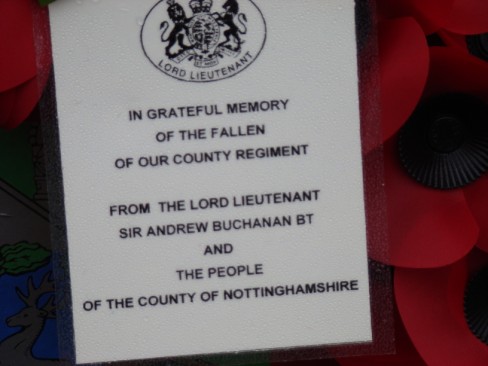 LORD LIEUTENANT
IN GRATEFUL MEMORY
OF THE FALLEN
OF OUR COUNTY REGIMENT
FROM THE LORD LIEUTENANT
SIR ANDREW BUCHANAN BT
AND
THE PEOPLE
OF THE COUNTY OF NOTTINGHAMSHIRE